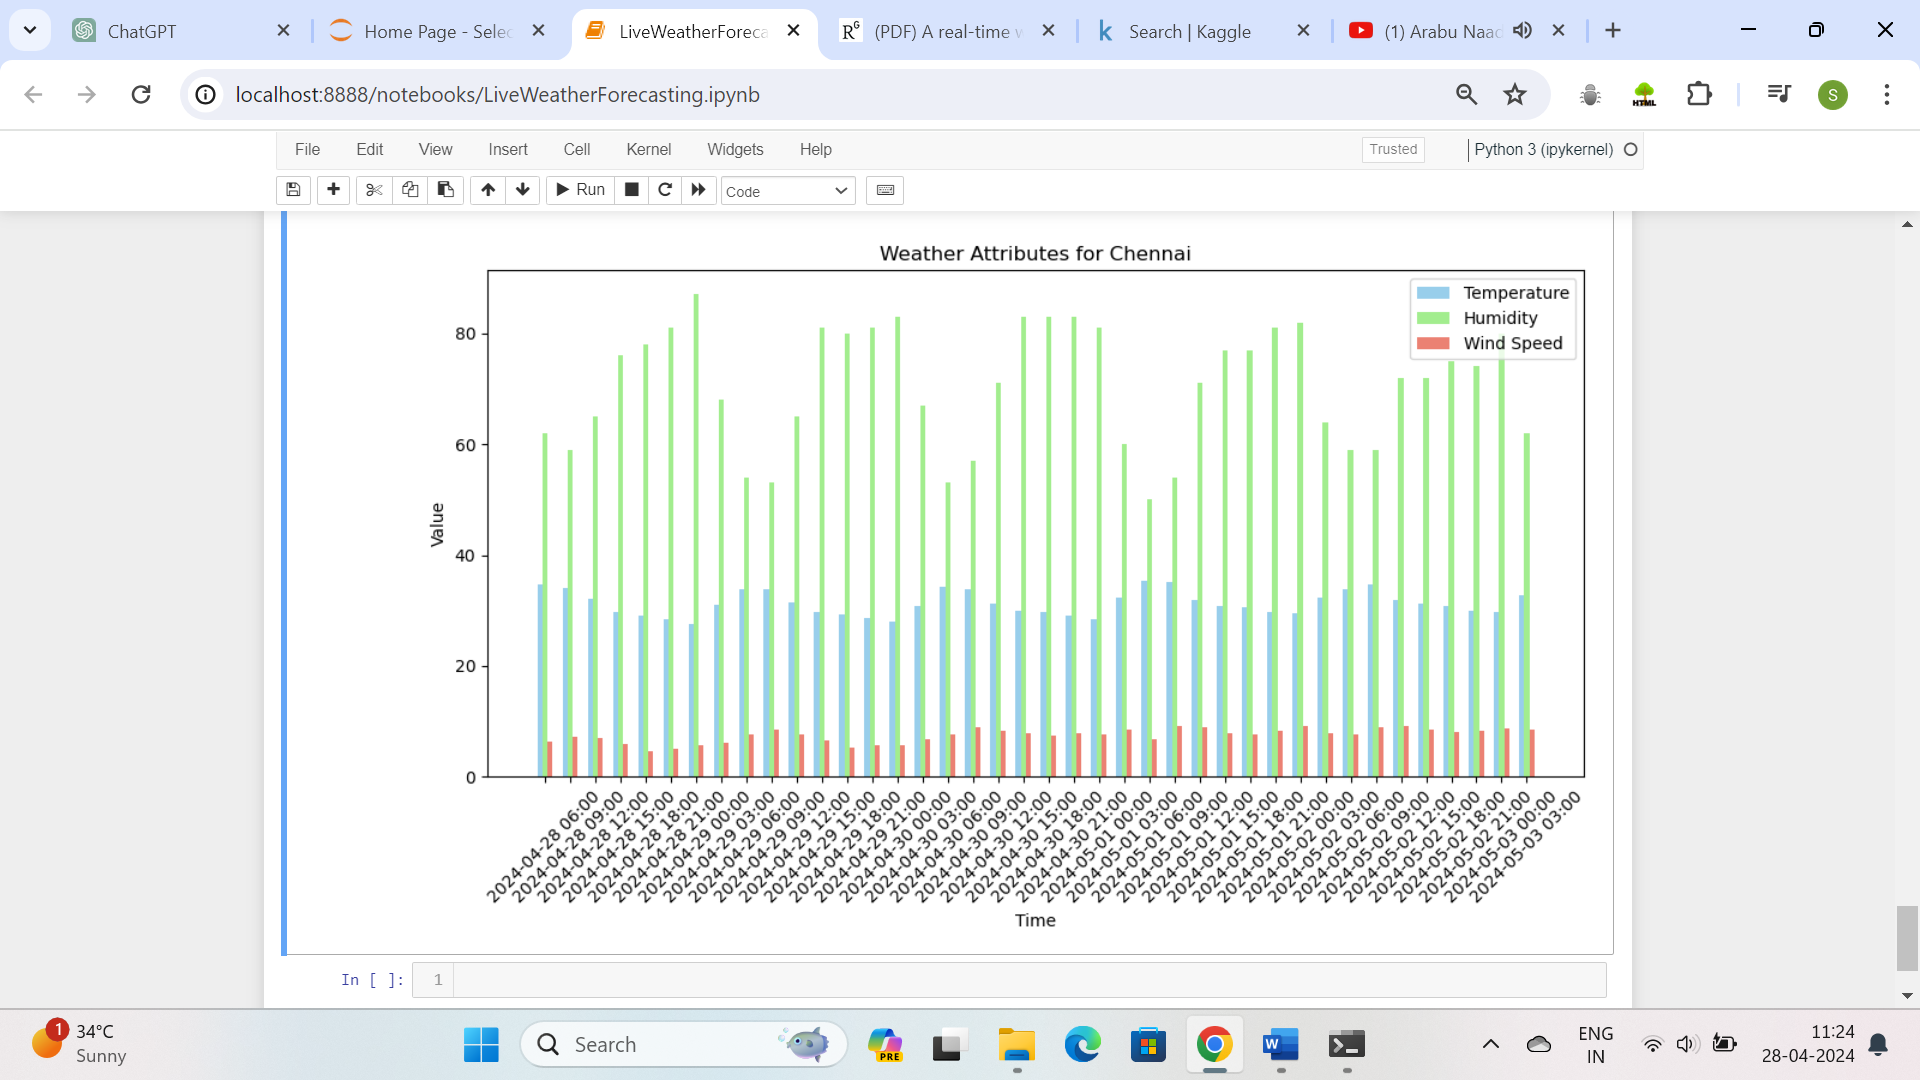 ChatGPT
Home Page - Selec
LiveWeatherForeca
(PDF) A real-time w
Search | Kaggle
(1) Arabu Naad
localhost:8888/notebooks/LiveWeatherForecasting.ipynb
HTML
S
File Edit View Insert Cell Kernel Widgets Help
Trusted
Python 3 (ipykernel)
Run
Code
Weather Attributes for Chennai
Temperature
Humidity
Wind Speed
80
60
40
20
0
Value
2024-04-28 06:00
2024-04-28 09:00
2024-04-28 12:00
2024-04-28 15:00
2024-04-28 18:00
2024-04-28 21:00
2024-04-29 00:00
2024-04-29 03:00
2024-04-29 06:00
2024-04-29 09:00
2024-04-29 12:00
2024-04-29 15:00
2024-04-29 18:00
2024-04-29 21:00
2024-04-30 00:00
2024-04-30 03:00
2024-04-30 06:00
2024-04-30 09:00
2024-04-30 12:00
2024-04-30 15:00
2024-04-30 18:00
2024-04-30 21:00
2024-05-01 00:00
2024-05-01 03:00
2024-05-01 06:00
2024-05-01 09:00
2024-05-01 12:00
2024-05-01 15:00
2024-05-01 18:00
2024-05-01 21:00
2024-05-02 00:00
2024-05-02 03:00
2024-05-02 06:00
2024-05-02 09:00
2024-05-02 12:00
2024-05-02 15:00
2024-05-02 18:00
2024-05-02 21:00
2024-05-03 00:00
2024-05-03 03:00
Time
In [ ]: 1
1
34°C
Sunny
Search
PRE
ENG
IN
11:24
28-04-2024